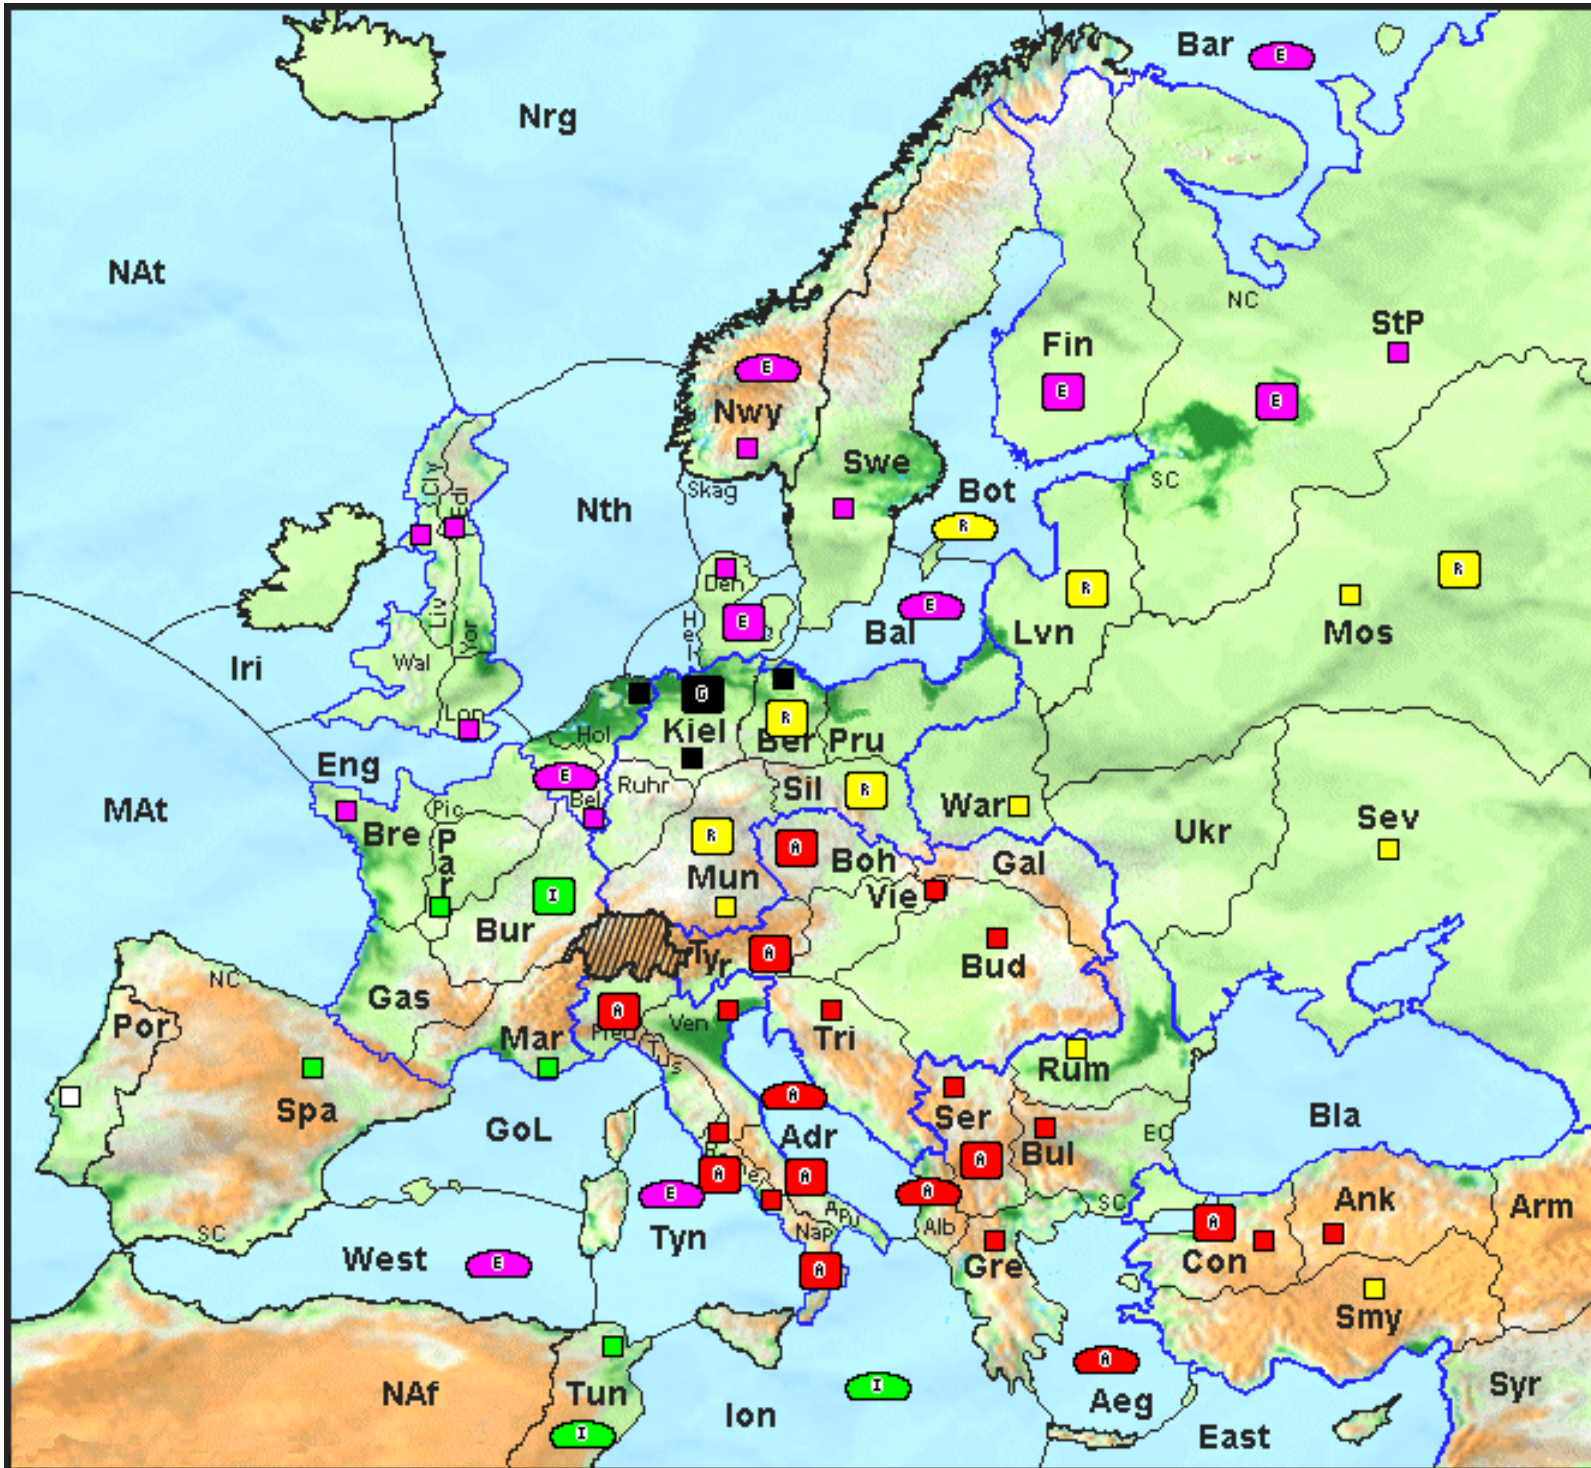 Bar
E
Nrg
NAt
StP
NC
Fin
E
E
E
Nwy
Swe
SC
Cly
Edi
Skag
Bot
R
Nth
R
R
Den
E
E
Hel
Bal
Lvn
Mos
Liv
Yor
Wal
Iri
Lon
G
Kiel
R
Ber
Pru
Hol
Eng
E
Bel
Ruhr
Sil
R
War
MAt
Pic
Bre
Par
R
Mun
A
Boh
Gal
Ukr
Sev
Vie
I
Bur
Tyr
A
Bud
NC
Gas
Por
Mar
A
Pied
Ven
Tus
Tri
Rum
Spa
GoL
A
Adr
Ser
Bul
EC
Bla
A
A
A
A
E
Tyn
Apu
Nap
Alb
SC
SC
Ank
Arm
A
Con
West
E
A
Gre
Smy
A
Aeg
I
Ion
NAf
Tun
I
East
Syr